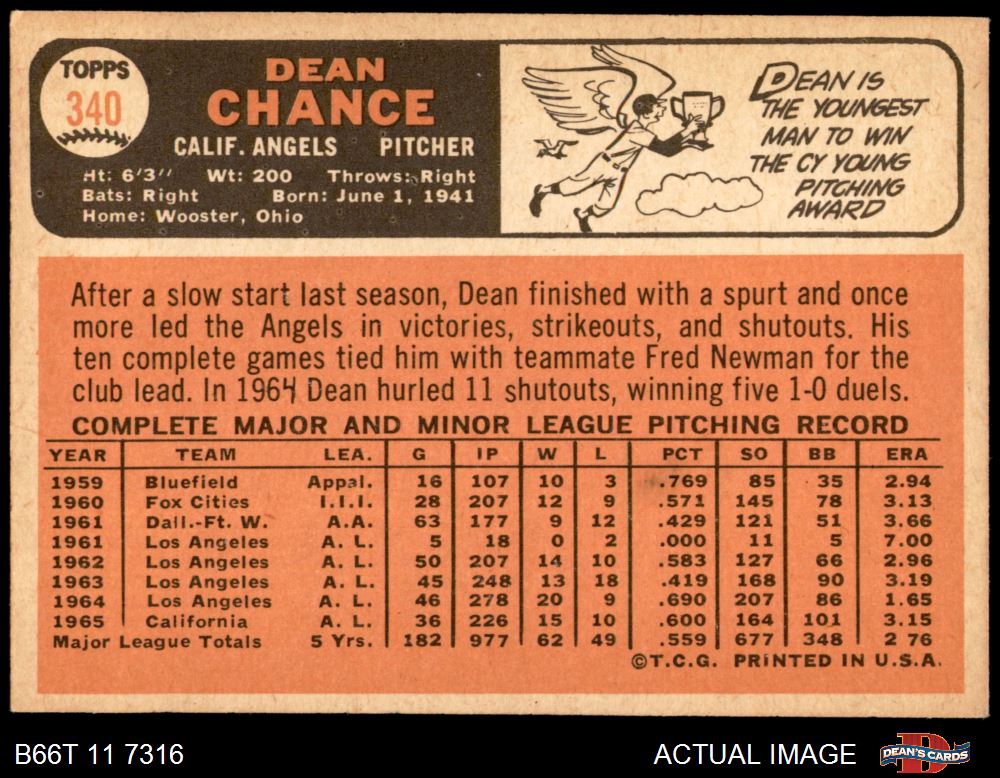 TOPPS
340
DEAN
CHANCE
CALIF. ANGELS PITCHER
Ht: 6'3" Wt: 200 Throws: Right
Bats: Right Born: June 1, 1941
Home: Wooster, Ohio
DEAN IS
THE YOUNGEST
MAN TO WIN
THE CY YOUNG
PITCHING
AWARD
After a slow start last season, Dean finished with a spurt and once
more led the Angels in victories, strikeouts, and shutouts. His
ten complete games tied him with teammate Fred Newman for the
club lead. In 1964 Dean hurled 11 shutouts, winning five 1-0 duels.
COMPLETE MAJOR AND MINOR LEAGUE PITCHING RECORD
YEAR TEAM LEA. G IP W L PCT SO BB ERA
1959 Bluefield Appal. 16 107 10 3 .769 85 35 2.94
1960 Fox Cities I.I.I. 28 207 12 9 .571 145 78 3.13
1961 Dall.-Ft. W. A.A. 63 177 9 12 .429 121 51 3.66
1961 Los Angeles A. L. 5 18 0 2 .000 11 5 7.00
1962 Los Angeles A. L. 50 207 14 10 .583 127 66 2.96
1963 Los Angeles A. L. 45 248 13 18 .419 168 90 3.19
1964 Los Angeles A. L. 46 278 20 9 .690 207 86 1.65
1965 California A. L. 36 226 15 10 .600 164 101 3.15
Major League Totals 5 Yrs. 182 977 62 49 .559 677 348 2 76
©T.C.G. PRINTED IN U.S.A.
B66T 11 7316
ACTUAL IMAGE
D
DEAN'S CARDS